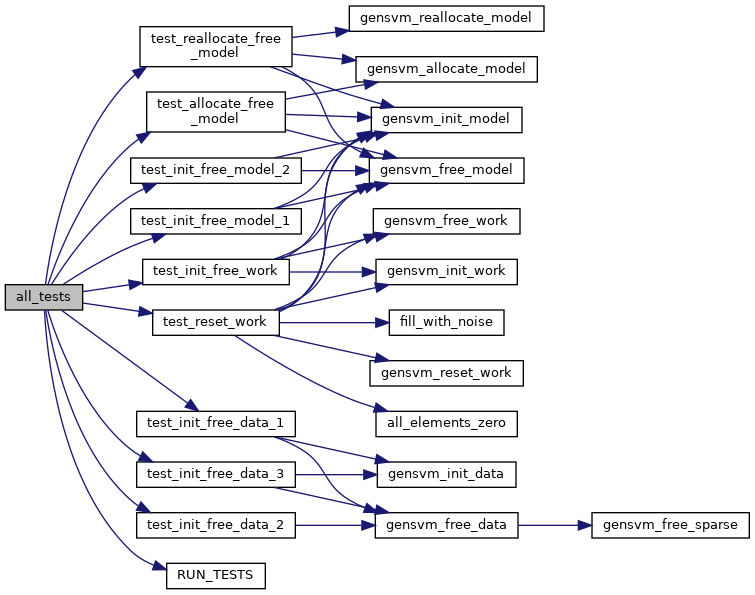 all_tests
test_reallocate_free
_model
test_allocate_free
_model
test_init_free_model_2
test_init_free_model_1
test_init_free_work
test_reset_work
test_init_free_data_1
test_init_free_data_3
test_init_free_data_2
RUN_TESTS
gensvm_reallocate_model
gensvm_allocate_model
gensvm_init_model
gensvm_free_model
gensvm_free_work
gensvm_init_work
fill_with_noise
gensvm_reset_work
all_elements_zero
gensvm_init_data
gensvm_free_data
gensvm_free_sparse